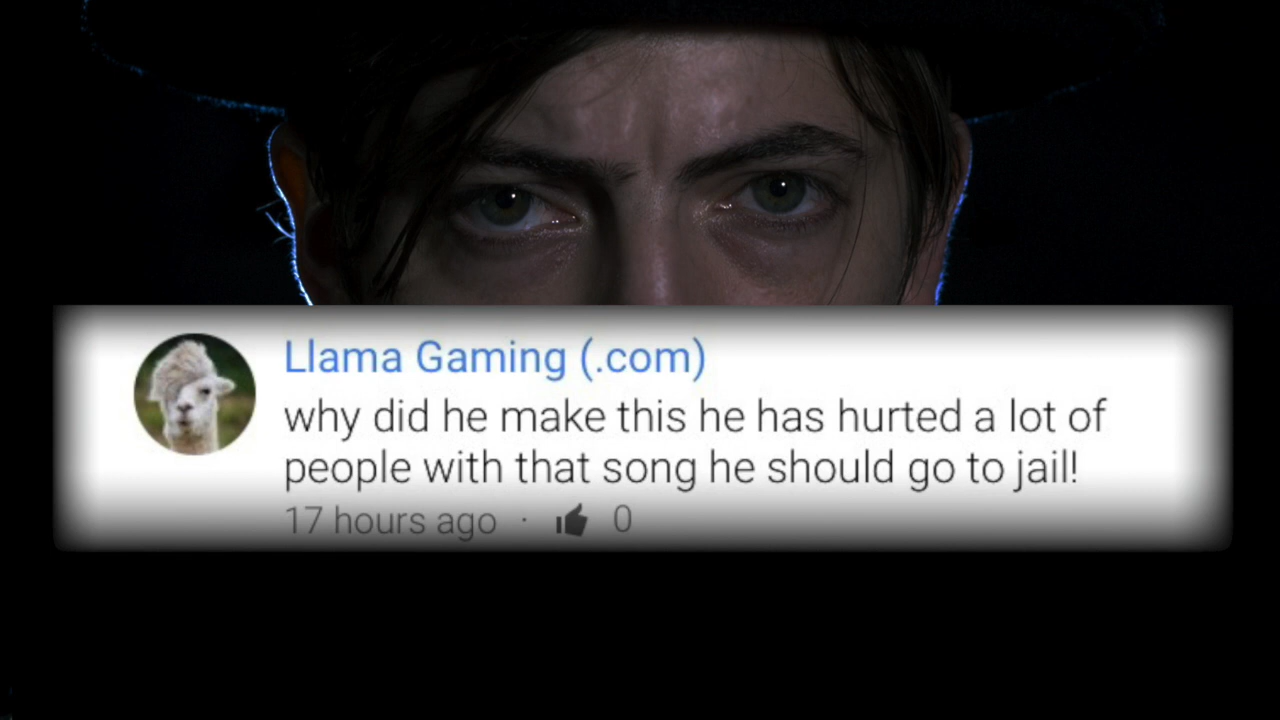 Llama Gaming (.com)
why did he make this he has hurted a lot of
people with that song he should go to jail!
17 hours ago · 0